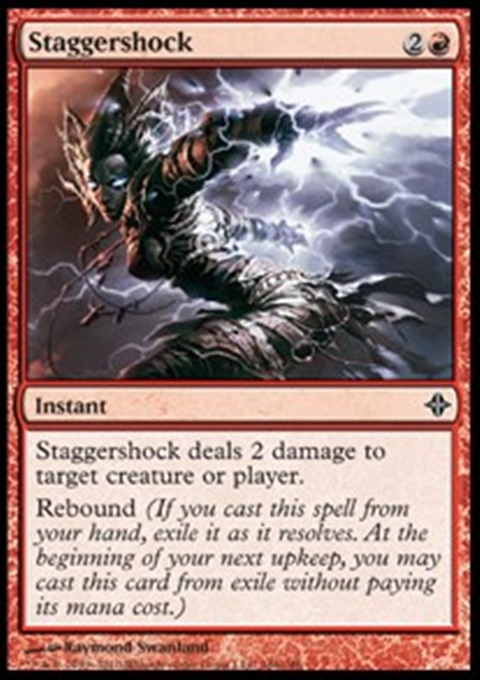 Staggershock 2
Instant
Staggershock deals 2 damage to
target creature or player.
Rebound (If you cast this spell from
your hand, exile it as it resolves. At the
beginning of your next upkeep, you may
cast this card from exile without paying
its mana cost.)
Raymond Swanland